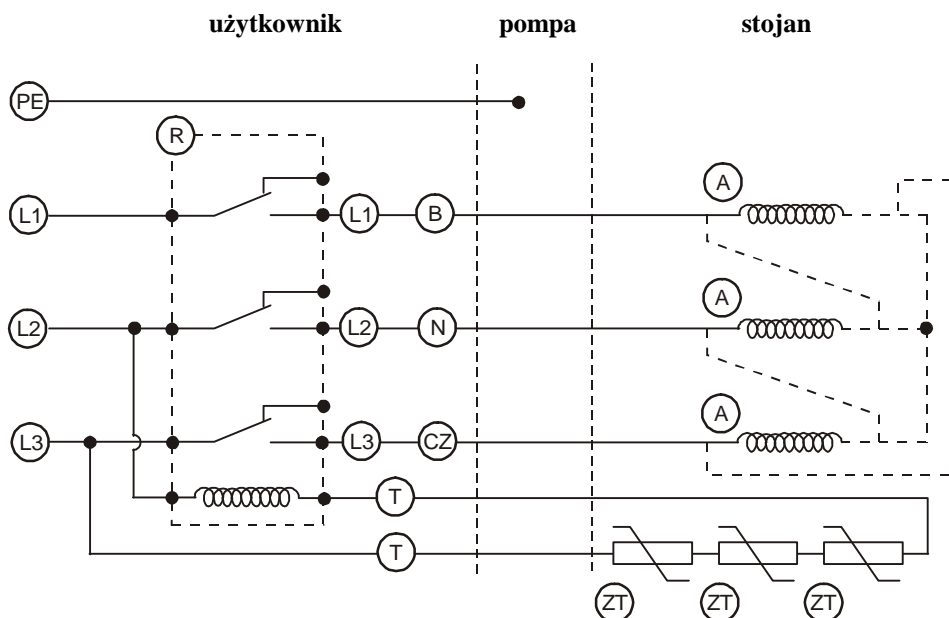 użytkownik pompa stojan
PE
R
A
L1 L1 B
A
L2 L2 N
A
L3 L3 CZ
T
T
ZT ZT ZT